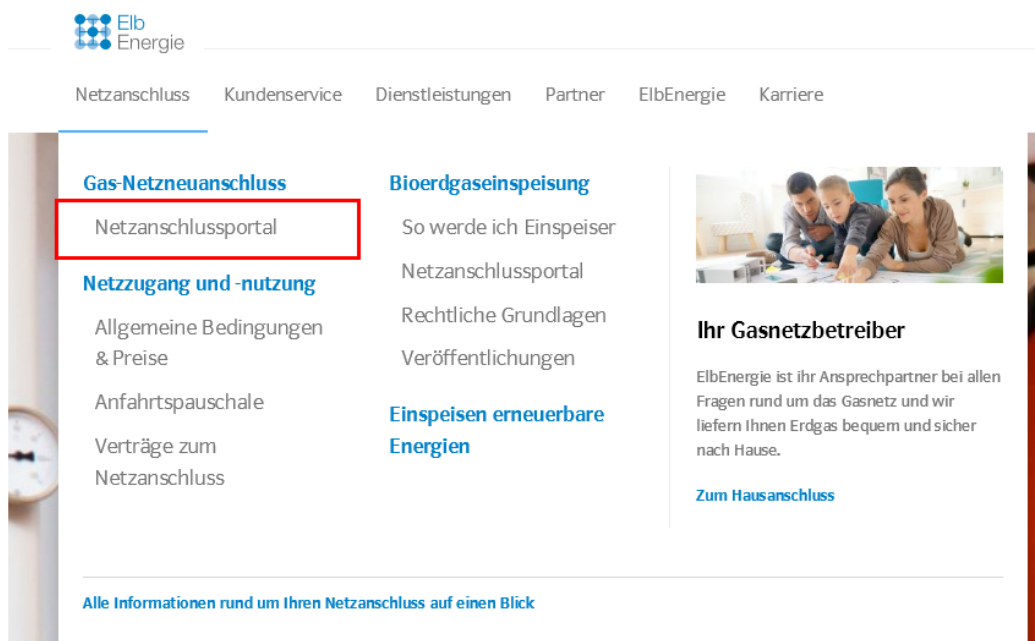 Elb
Energie
Netzanschluss Kundenservice Dienstleistungen Partner ElbEnergie Karriere
Gas-Netzneuanschluss
Netzanschlussportal
Netzzugang und -nutzung
Allgemeine Bedingungen
& Preise
Anfahrtspauschale
Verträge zum
Netzanschluss
Bioerdgaseinspeisung
So werde ich Einspeiser
Netzanschlussportal
Rechtliche Grundlagen
Veröffentlichungen
Einspeisen erneuerbare
Energien
Ihr Gasnetzbetreiber
ElbEnergie ist ihr Ansprechpartner bei allen
Fragen rund um das Gasnetz und wir
liefern Ihnen Erdgas bequem und sicher
nach Hause.
Zum Hausanschluss
Alle Informationen rund um Ihren Netzanschluss auf einen Blick